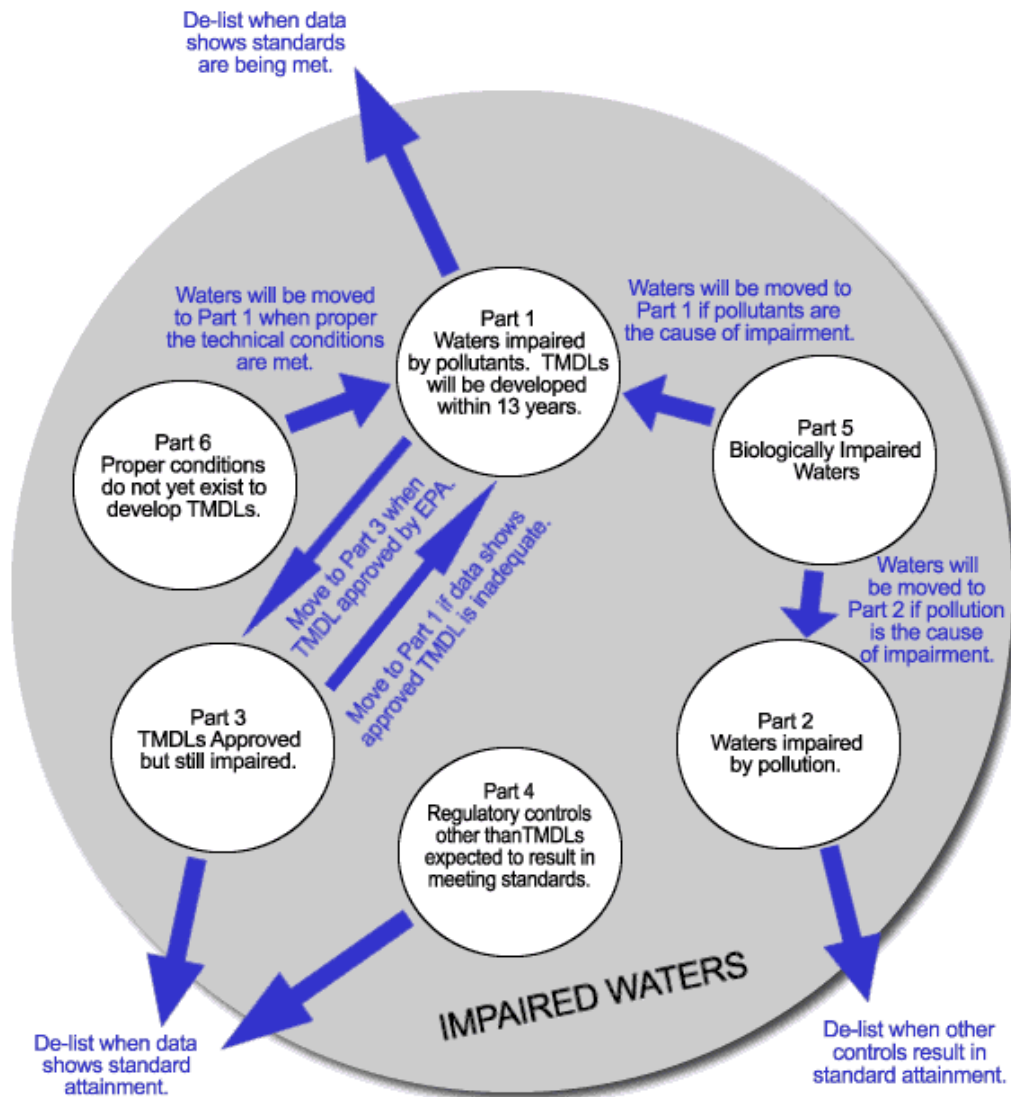 De-list when data
shows standards
are being met.
Waters will be moved
to Part 1 when proper
the technical conditions
are met.
Part 1
Waters impaired
by pollutants. TMDLs
will be developed
within 13 years.
Waters will be moved to
Part 1 if pollutants are
the cause of impairment.
Part 6
Proper conditions
do not yet exist to
develop TMDLs.
Part 5
Biologically Impaired
Waters
Move to Part 3 when
TMDL approved by EPA.
Move to Part 1 if data shows
approved TMDL is inadequate.
Waters will
be moved to
Part 2 if pollution
is the cause
of impairment.
Part 3
TMDLs Approved
but still impaired.
Part 4
Regulatory controls
other thanTMDLs
expected to result in
meeting standards.
Part 2
Waters impaired
by pollution.
IMPAIRED WATERS
De-list when data
shows standard
attainment.
De-list when other
controls result in
standard attainment.